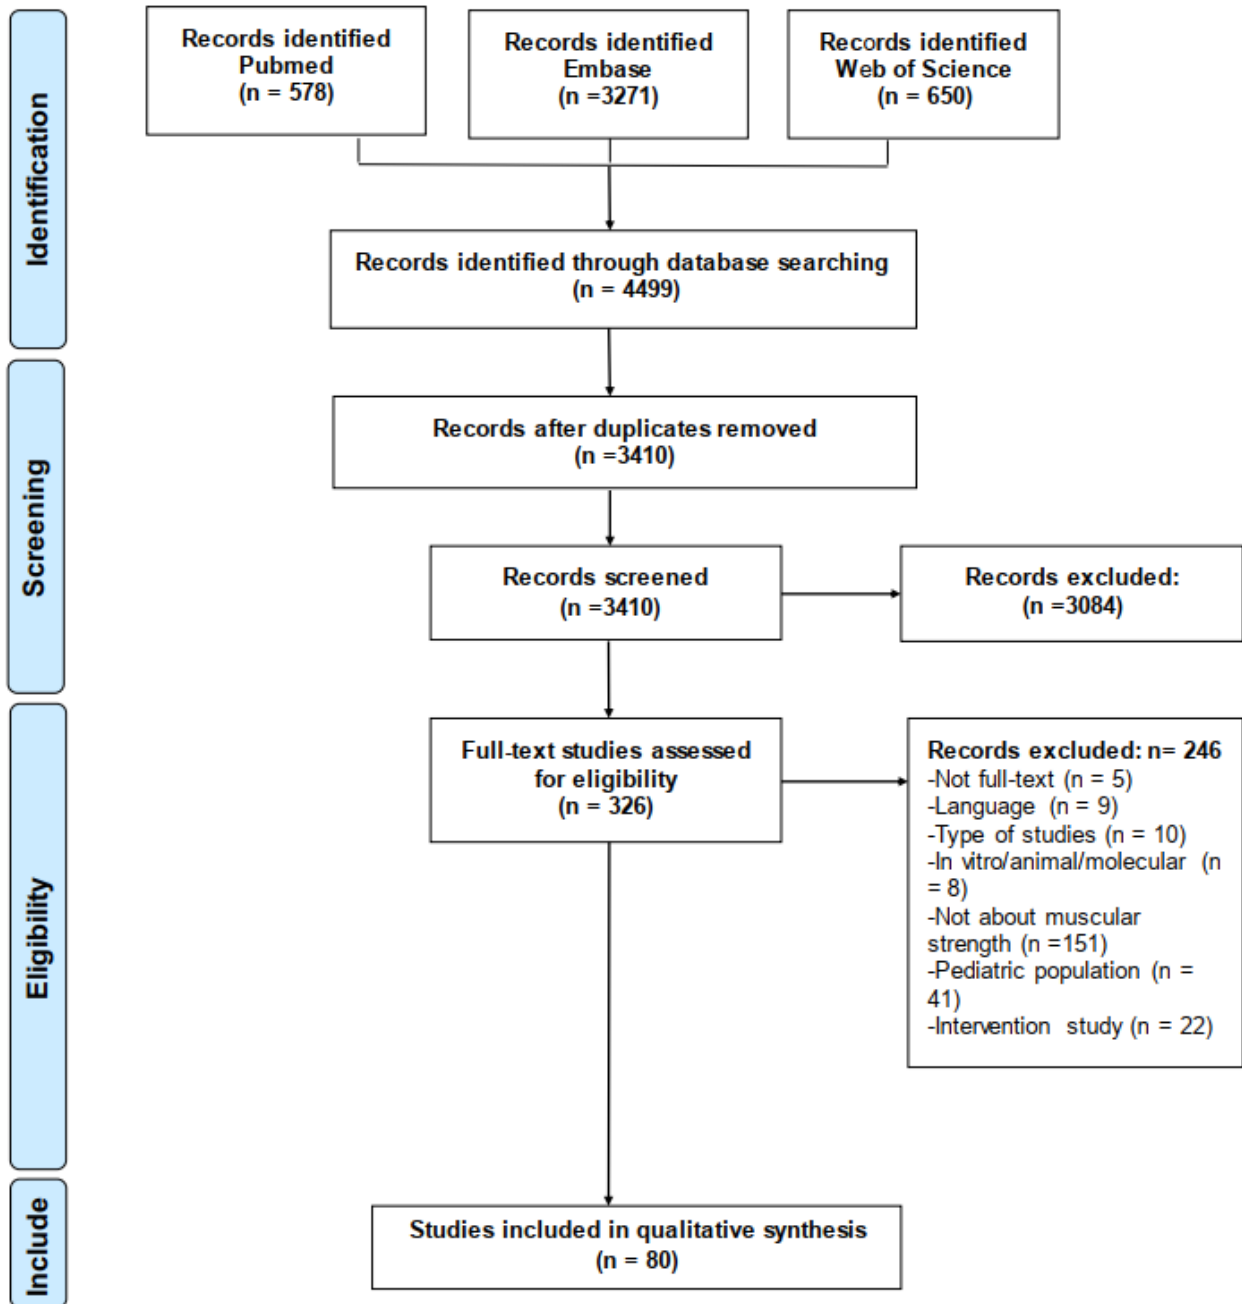 Identification
Records identified
Pubmed
(n = 578)
Records identified
Embase
(n =3271)
Records identified
Web of Science
(n = 650)
Records identified through database searching
(n = 4499)
Screening
Records after duplicates removed
(n =3410)
Records screened
(n =3410)
Records excluded:
(n =3084)
Eligibility
Full-text studies assessed
for eligibility
(n = 326)
Records excluded: n= 246
-Not full-text (n = 5)
-Language (n = 9)
-Type of studies (n = 10)
-In vitro/animal/molecular (n
= 8)
-Not about muscular
strength (n =151)
-Pediatric population (n =
41)
-Intervention study (n = 22)
Include
Studies included in qualitative synthesis
(n = 80)